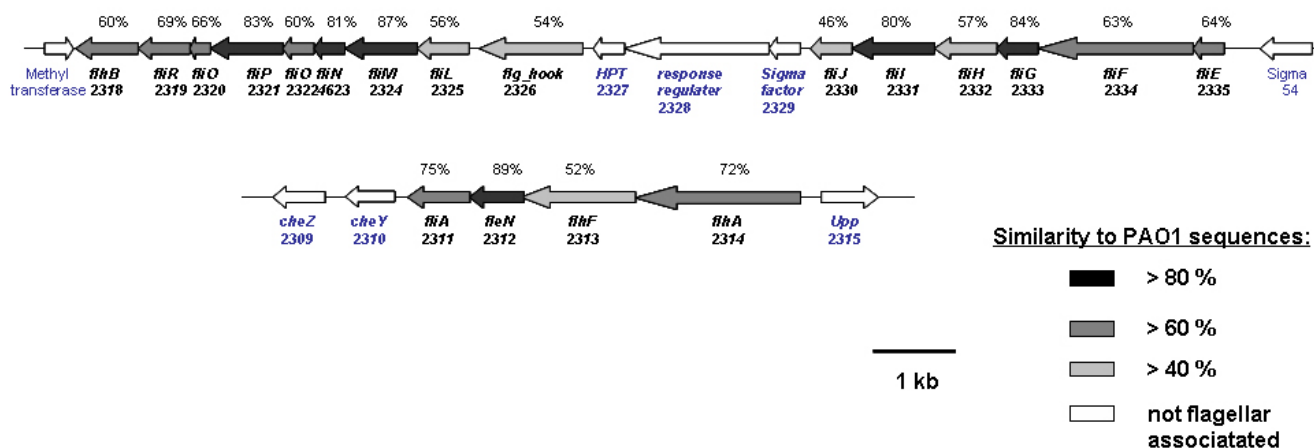 60% 69% 66% 83% 60% 81% 87% 56% 54% 46% 80% 57% 84% 63% 64%
Methyl transferase flhB fliR fliO fliP fliO fliN fliM fliL flg_hook HPT response regulater Sigma factor fliJ fliI fliH fliG fliF fliE Sigma 54
2318 2319 2320 2321 23224623 2324 2325 2326 2327 2328 2329 2330 2331 2332 2333 2334 2335
75% 89% 52% 72%
cheZ cheY fliA fleN flhF flhA Upp
2309 2310 2311 2312 2313 2314 2315
Similarity to PAO1 sequences:
> 80 %
> 60 %
> 40 %
not flagellar
associatated
1 kb